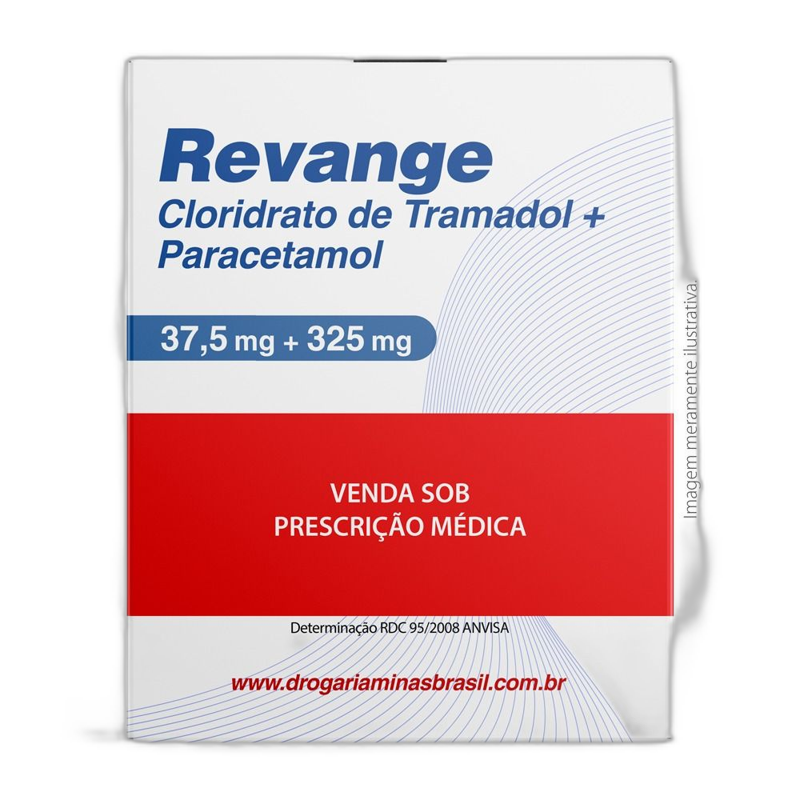 Revange
Cloridrato de Tramadol +
Paracetamol
37,5 mg + 325 mg
VENDA SOB
PRESCRIÇÃO MÉDICA
Determinação RDC 95/2008 ANVISA
www.drogariaminasbrasil.com.br
Imagem meramente ilustrativa.